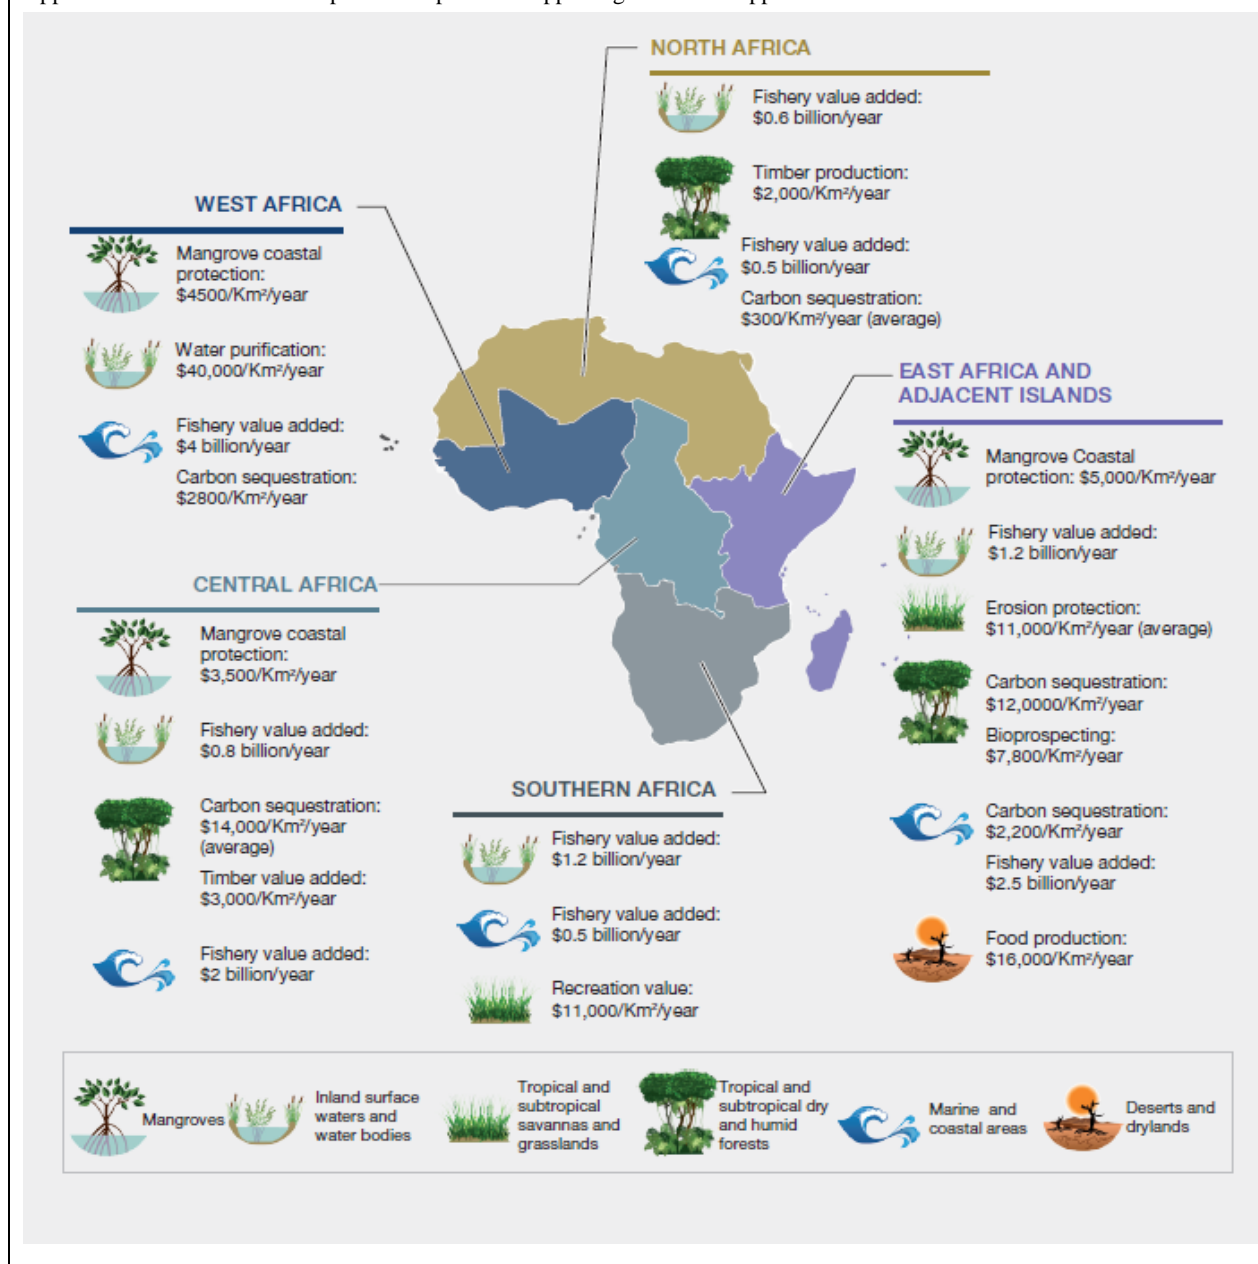 NORTH AFRICA
Fishery value added:
$0.6 billion/year
Timber production:
$2,000/Km²/year
Fishery value added:
$0.5 billion/year
Carbon sequestration:
$300/Km²/year (average)
WEST AFRICA
Mangrove coastal
protection:
$4500/Km²/year
Water purification:
$40,000/Km²/year
Fishery value added:
$4 billion/year
Carbon sequestration:
$2800/Km²/year
EAST AFRICA AND
ADJACENT ISLANDS
Mangrove Coastal
protection: $5,000/Km²/year
Fishery value added:
$1.2 billion/year
Erosion protection:
$11,000/Km²/year (average)
Carbon sequestration:
$12,0000/Km²/year
Bioprospecting:
$7,800/Km²/year
Carbon sequestration:
$2,200/Km²/year
Fishery value added:
$2.5 billion/year
Food production:
$16,000/Km²/year
CENTRAL AFRICA
Mangrove coastal
protection:
$3,500/Km²/year
Fishery value added:
$0.8 billion/year
Carbon sequestration:
$14,000/Km²/year
(average)
Timber value added:
$3,000/Km²/year
Fishery value added:
$2 billion/year
SOUTHERN AFRICA
Fishery value added:
$1.2 billion/year
Fishery value added:
$0.5 billion/year
Recreation value:
$11,000/Km²/year
Mangroves
Inland surface
waters and
water bodies
Tropical and
subtropical
savannas and
grasslands
Tropical and
subtropical dry
and humid
forests
Marine and
coastal areas
Deserts and
drylands